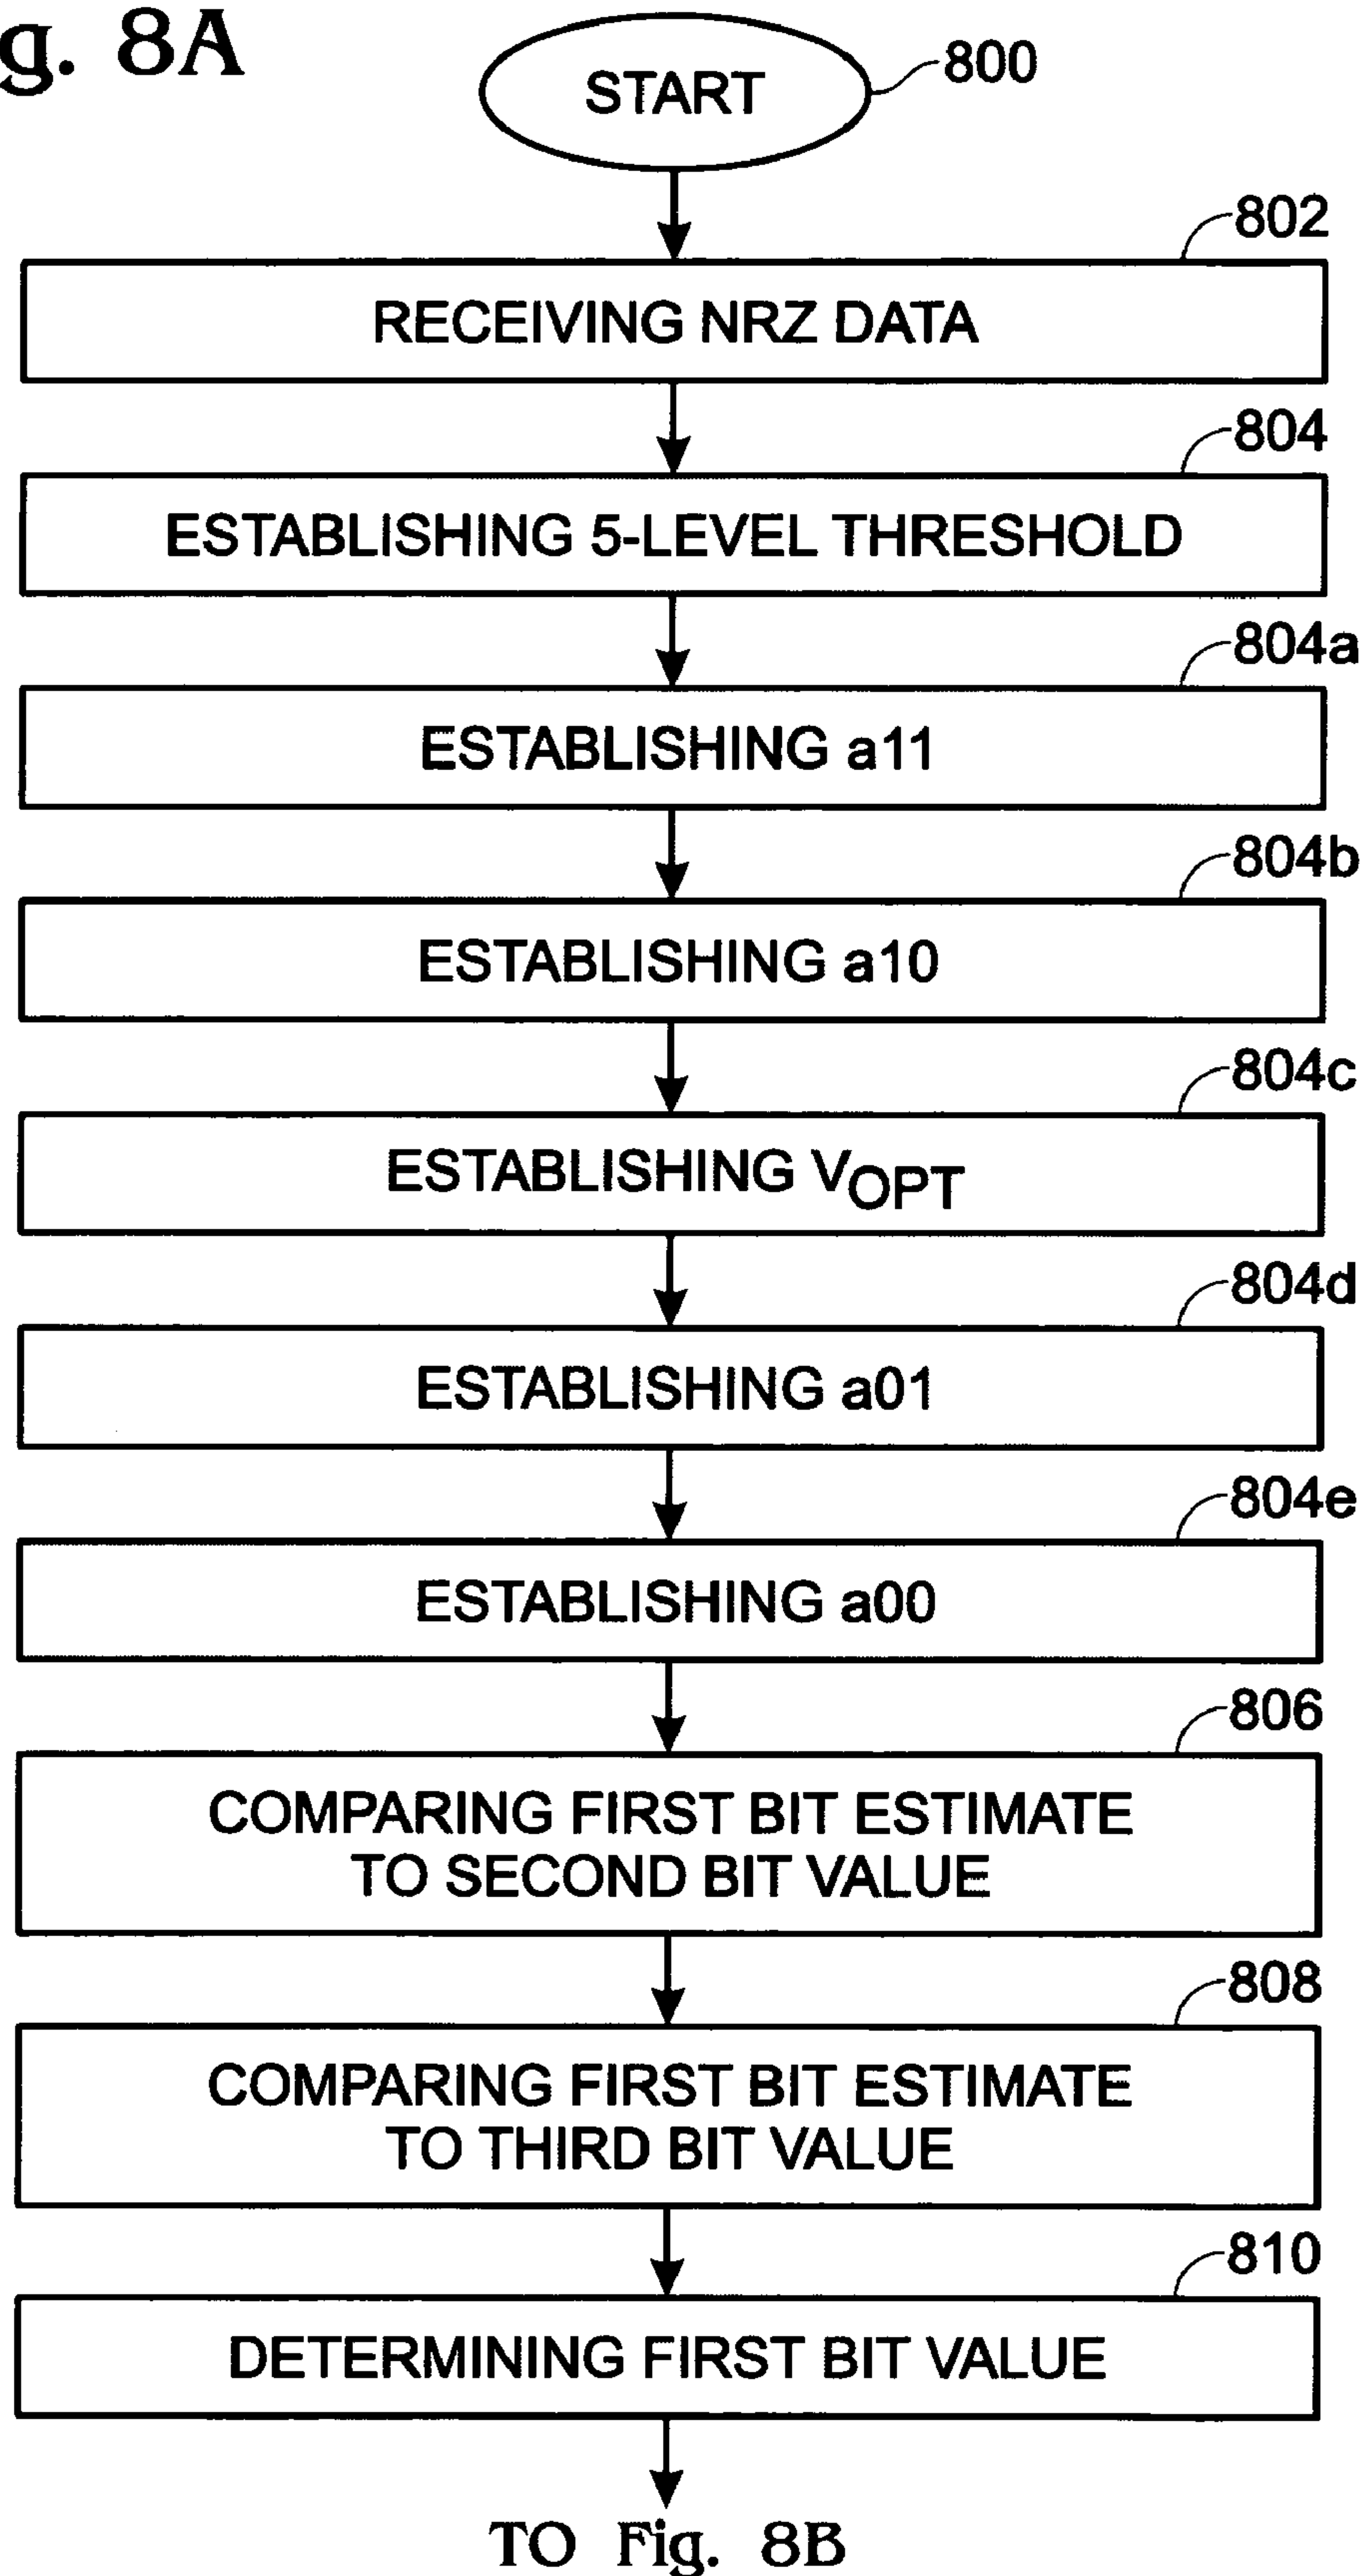 g. 8A
START
800
802
RECEIVING NRZ DATA
804
ESTABLISHING 5-LEVEL THRESHOLD
804a
ESTABLISHING a11
804b
ESTABLISHING a10
804c
ESTABLISHING VOPT
804d
ESTABLISHING a01
804e
ESTABLISHING a00
806
COMPARING FIRST BIT ESTIMATE
TO SECOND BIT VALUE
808
COMPARING FIRST BIT ESTIMATE
TO THIRD BIT VALUE
810
DETERMINING FIRST BIT VALUE
TO Fig. 8B